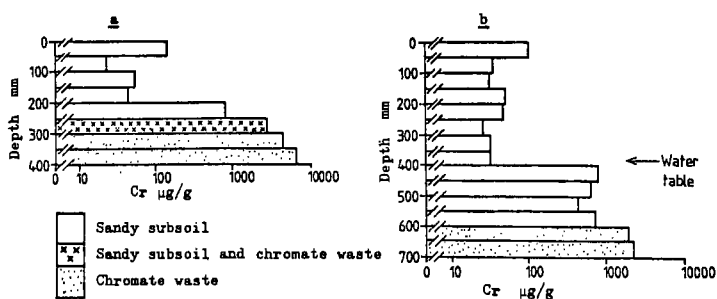 a
0
100
200
300
400
Depth mm
0 10 100 1000 10000
Cr µg/g
Sandy subsoil
Sandy subsoil and chromate waste
Chromate waste
b
0
100
200
300
400
500
600
700
Depth mm
Water
table
0 10 100 1000 10000
Cr µg/g